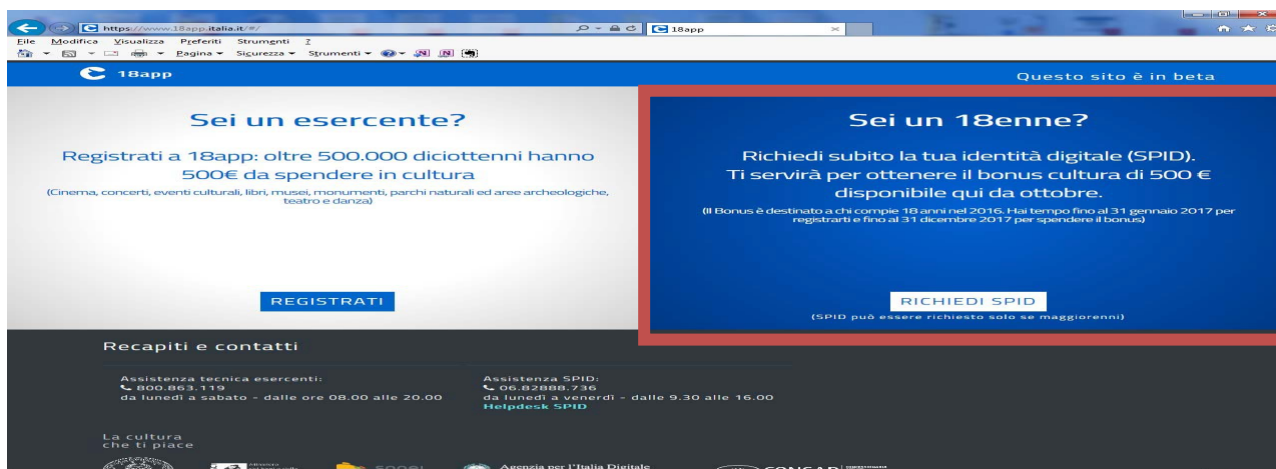 https://www.18app.italia.it/#/
18app
File Modifica Visualizza Preferiti Strumenti ?
Pagina Sicurezza Strumenti
18app
Questo sito è in beta
Sei un esercente?
Registrati a 18app: oltre 500.000 diciottenni hanno
500€ da spendere in cultura
(Cinema, concerti, eventi culturali, libri, musei, monumenti, parchi naturali ed aree archeologiche,
teatro e danza)
REGISTRATI
Sei un 18enne?
Richiedi subito la tua identità digitale (SPID).
Ti servirà per ottenere il bonus cultura di 500 €
disponibile qui da ottobre.
(Il Bonus è destinato a chi compie 18 anni nel 2016. Hai tempo fino al 31 gennaio 2017 per
registrarti e fino al 31 dicembre 2017 per spendere il bonus)
RICHIEDI SPID
(SPID può essere richiesto solo se maggiorenni)
Recapiti e contatti
Assistenza tecnica esercenti:
800.863.119
da lunedì a sabato - dalle ore 08.00 alle 20.00
Assistenza SPID:
06.82888.736
da lunedì a venerdì - dalle 9.30 alle 16.00
Helpdesk SPID
La cultura
che ti piace
Agenzia per l'Italia Digitale